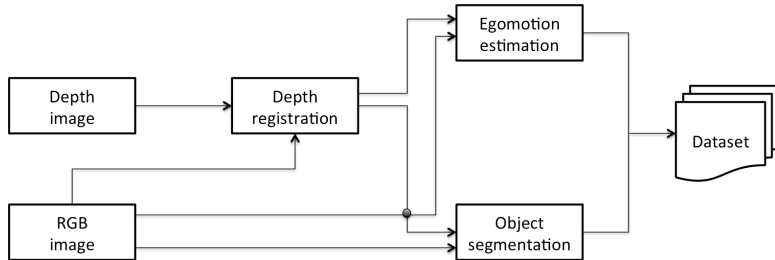 Egomotion
estimation
Depth
image
Depth
registration
Dataset
RGB
image
Object
segmentation